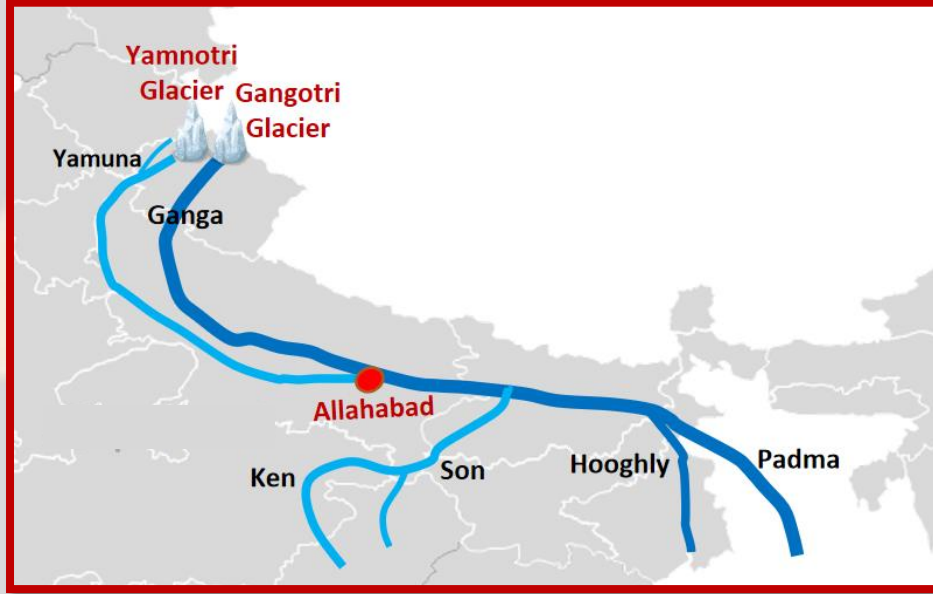 Yamnotri
Glacier
Gangotri
Glacier
Yamuna
Ganga
Allahabad
Ken
Son
Hooghly
Padma